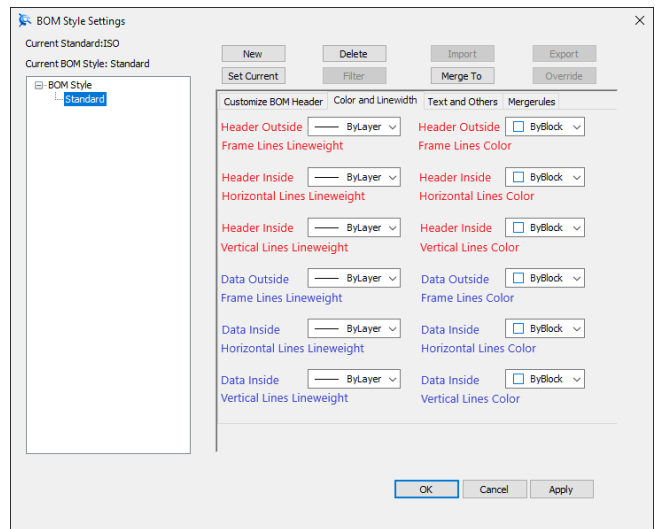 BOM Style Settings
Current Standard:ISO
Current BOM Style: Standard
New Delete Import Export
Set Current Filter Merge To Override
BOM Style
Standard
Customize BOM Header Color and Linewidth Text and Others Mergerules
Header Outside ByLayer Header Outside ByBlock
Frame Lines Lineweight Frame Lines Color
Header Inside ByLayer Header Inside ByBlock
Horizontal Lines Lineweight Horizontal Lines Color
Header Inside ByLayer Header Inside ByBlock
Vertical Lines Lineweight Vertical Lines Color
Data Outside ByLayer Data Outside ByBlock
Frame Lines Lineweight Frame Lines Color
Data Inside ByLayer Data Inside ByBlock
Horizontal Lines Lineweight Horizontal Lines Color
Data Inside ByLayer Data Inside ByBlock
Vertical Lines Lineweight Vertical Lines Color
OK Cancel Apply